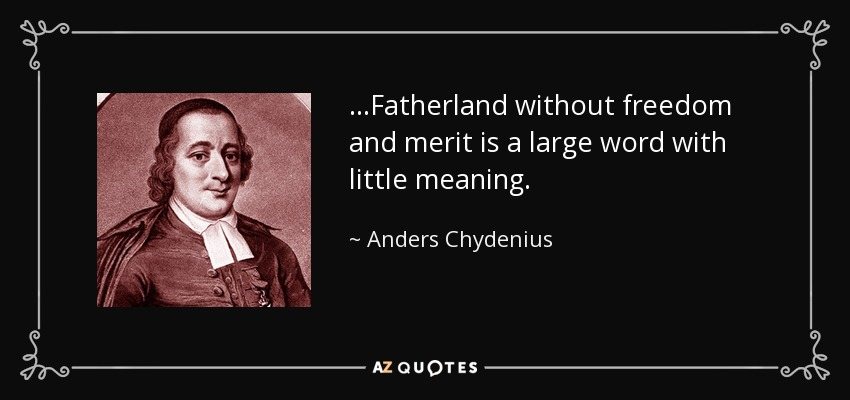 ...Fatherland without freedom
and merit is a large word with
little meaning.
~ Anders Chydenius
AZ QUOTES